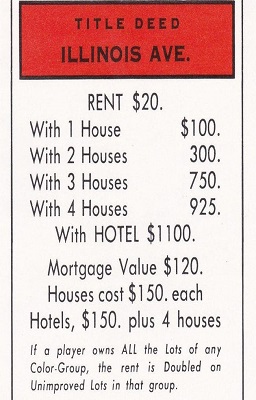 TITLE DEED
ILLINOIS AVE.
RENT $20.
With 1 House $100.
With 2 Houses 300.
With 3 Houses 750.
With 4 Houses 925.
With HOTEL $1100.
Mortgage Value $120.
Houses cost $150. each
Hotels, $150. plus 4 houses
If a player owns ALL the Lots of any
Color-Group, the rent is Doubled on
Unimproved Lots in that group.